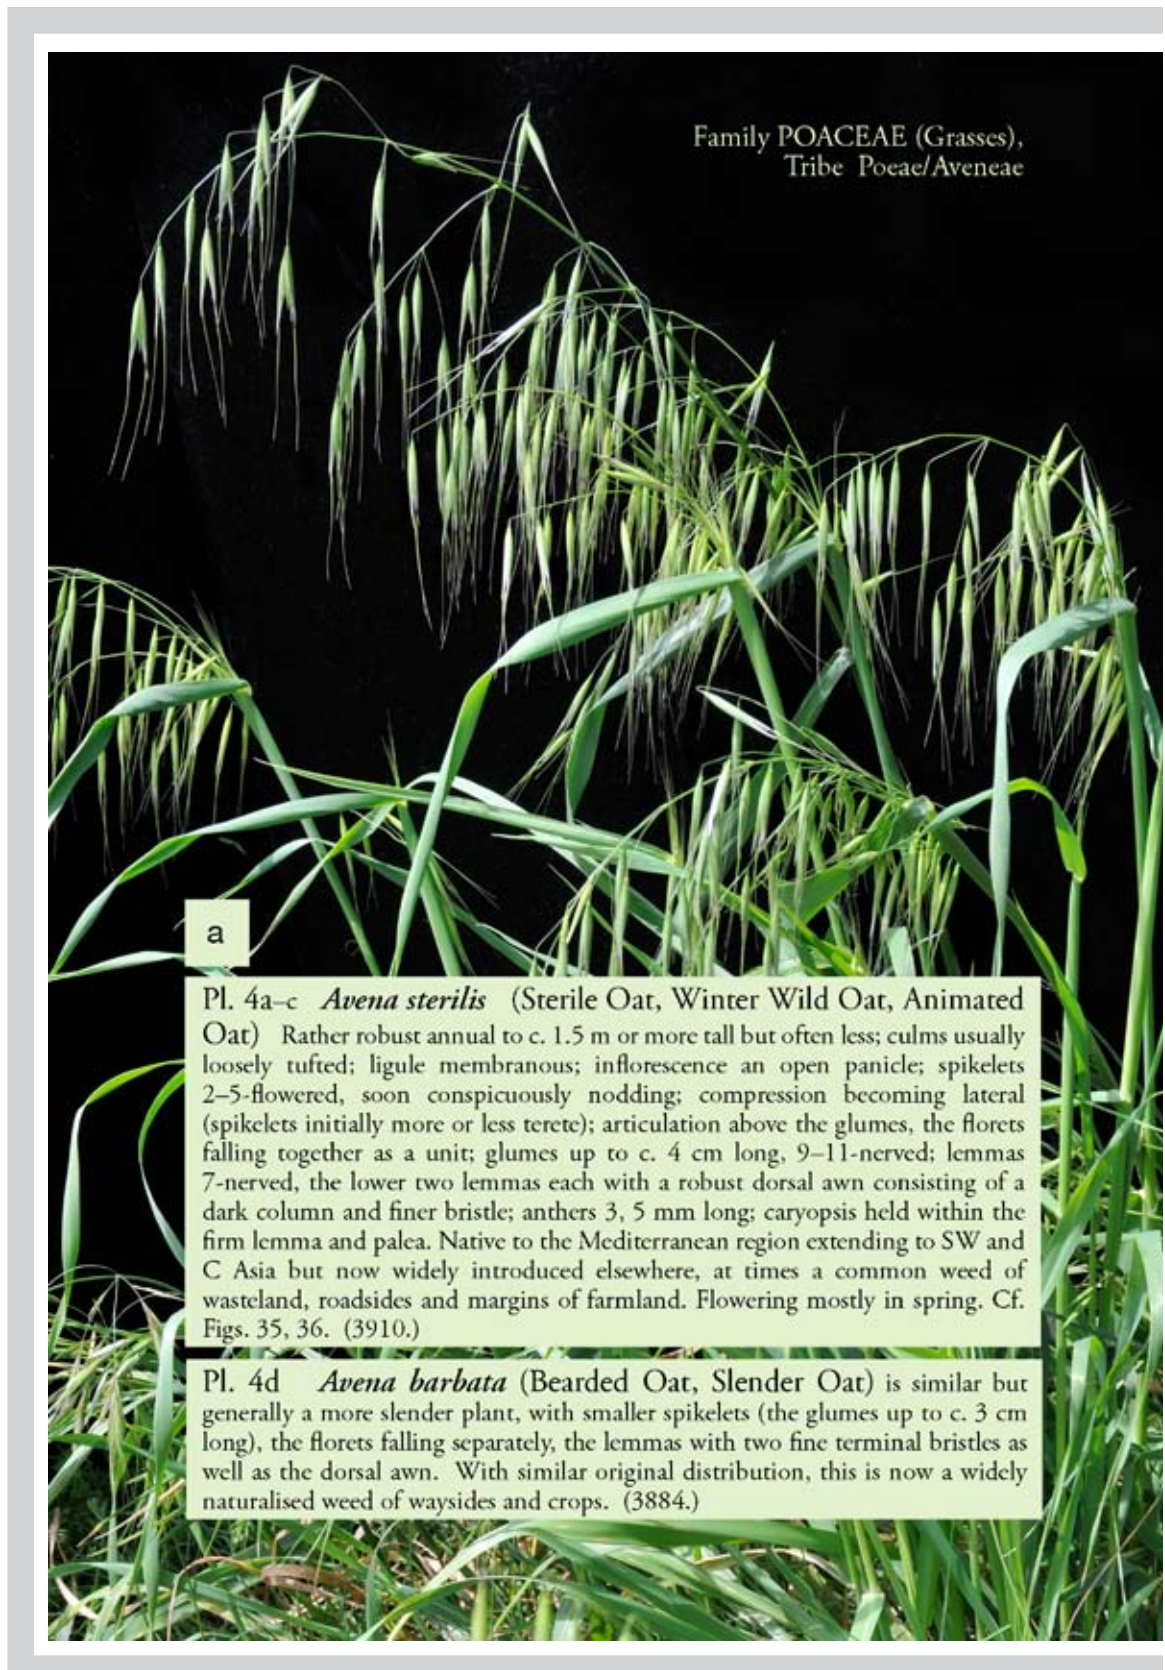 Family POACEAE (Grasses),
Tribe Poeae/Aveneae
a
Pl. 4a–c Avena sterilis (Sterile Oat, Winter Wild Oat, Animated
Oat) Rather robust annual to c. 1.5 m or more tall but often less; culms usually
loosely tufted; ligule membranous; inflorescence an open panicle; spikelets
2–5-flowered, soon conspicuously nodding; compression becoming lateral
(spikelets initially more or less terete); articulation above the glumes, the florets
falling together as a unit; glumes up to c. 4 cm long, 9–11-nerved; lemmas
7-nerved, the lower two lemmas each with a robust dorsal awn consisting of a
dark column and finer bristle; anthers 3, 5 mm long; caryopsis held within the
firm lemma and palea. Native to the Mediterranean region extending to SW and
C Asia but now widely introduced elsewhere, at times a common weed of
wasteland, roadsides and margins of farmland. Flowering mostly in spring. Cf.
Figs. 35, 36. (3910.)
Pl. 4d Avena barbata (Bearded Oat, Slender Oat) is similar but
generally a more slender plant, with smaller spikelets (the glumes up to c. 3 cm
long), the florets falling separately, the lemmas with two fine terminal bristles as
well as the dorsal awn. With similar original distribution, this is now a widely
naturalised weed of waysides and crops. (3884.)